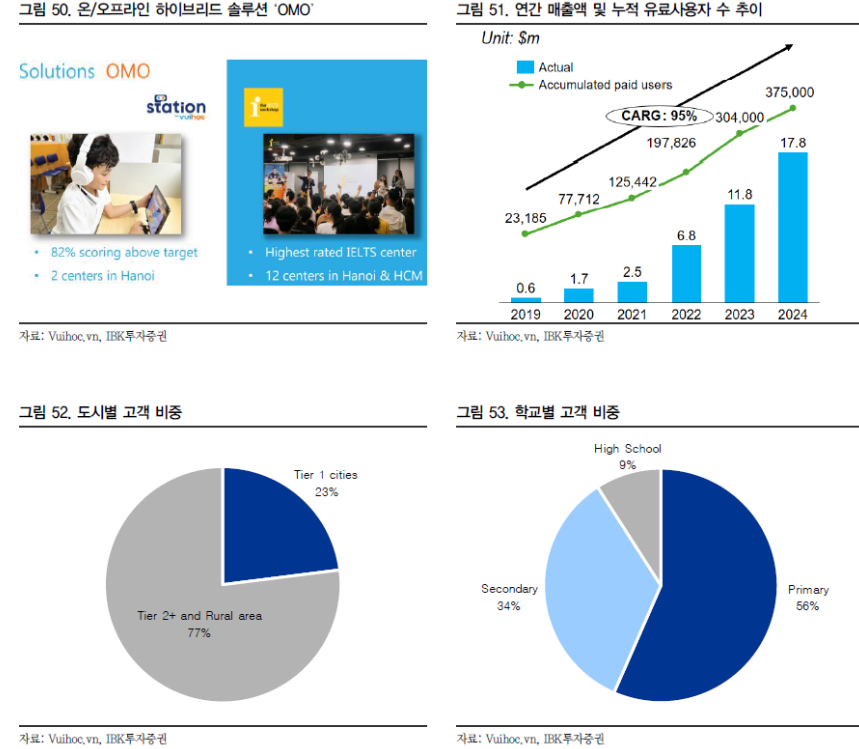 그림 50. 온/오프라인 하이브리드 솔루션 ‘OMO’
Solutions OMO
station
vuihoc
• 82% scoring above target
• 2 centers in Hanoi
• Highest rated IELTS center
• 12 centers in Hanoi & HCM
자료: Vuihoc.vn, IBK투자증권
그림 51. 연간 매출액 및 누적 유료사용자 수 추이
Unit: $m
Actual
Accumulated paid users
CARG: 95%
23,185
77,712
125,442
197,826
304,000
375,000
0.6
1.7
2.5
6.8
11.8
17.8
2019 2020 2021 2022 2023 2024
자료: Vuihoc.vn, IBK투자증권
그림 52. 도시별 고객 비중
Tier 1 cities
23%
Tier 2+ and Rural area
77%
자료: Vuihoc.vn, IBK투자증권
그림 53. 학교별 고객 비중
High School
9%
Secondary
34%
Primary
56%
자료: Vuihoc.vn, IBK투자증권